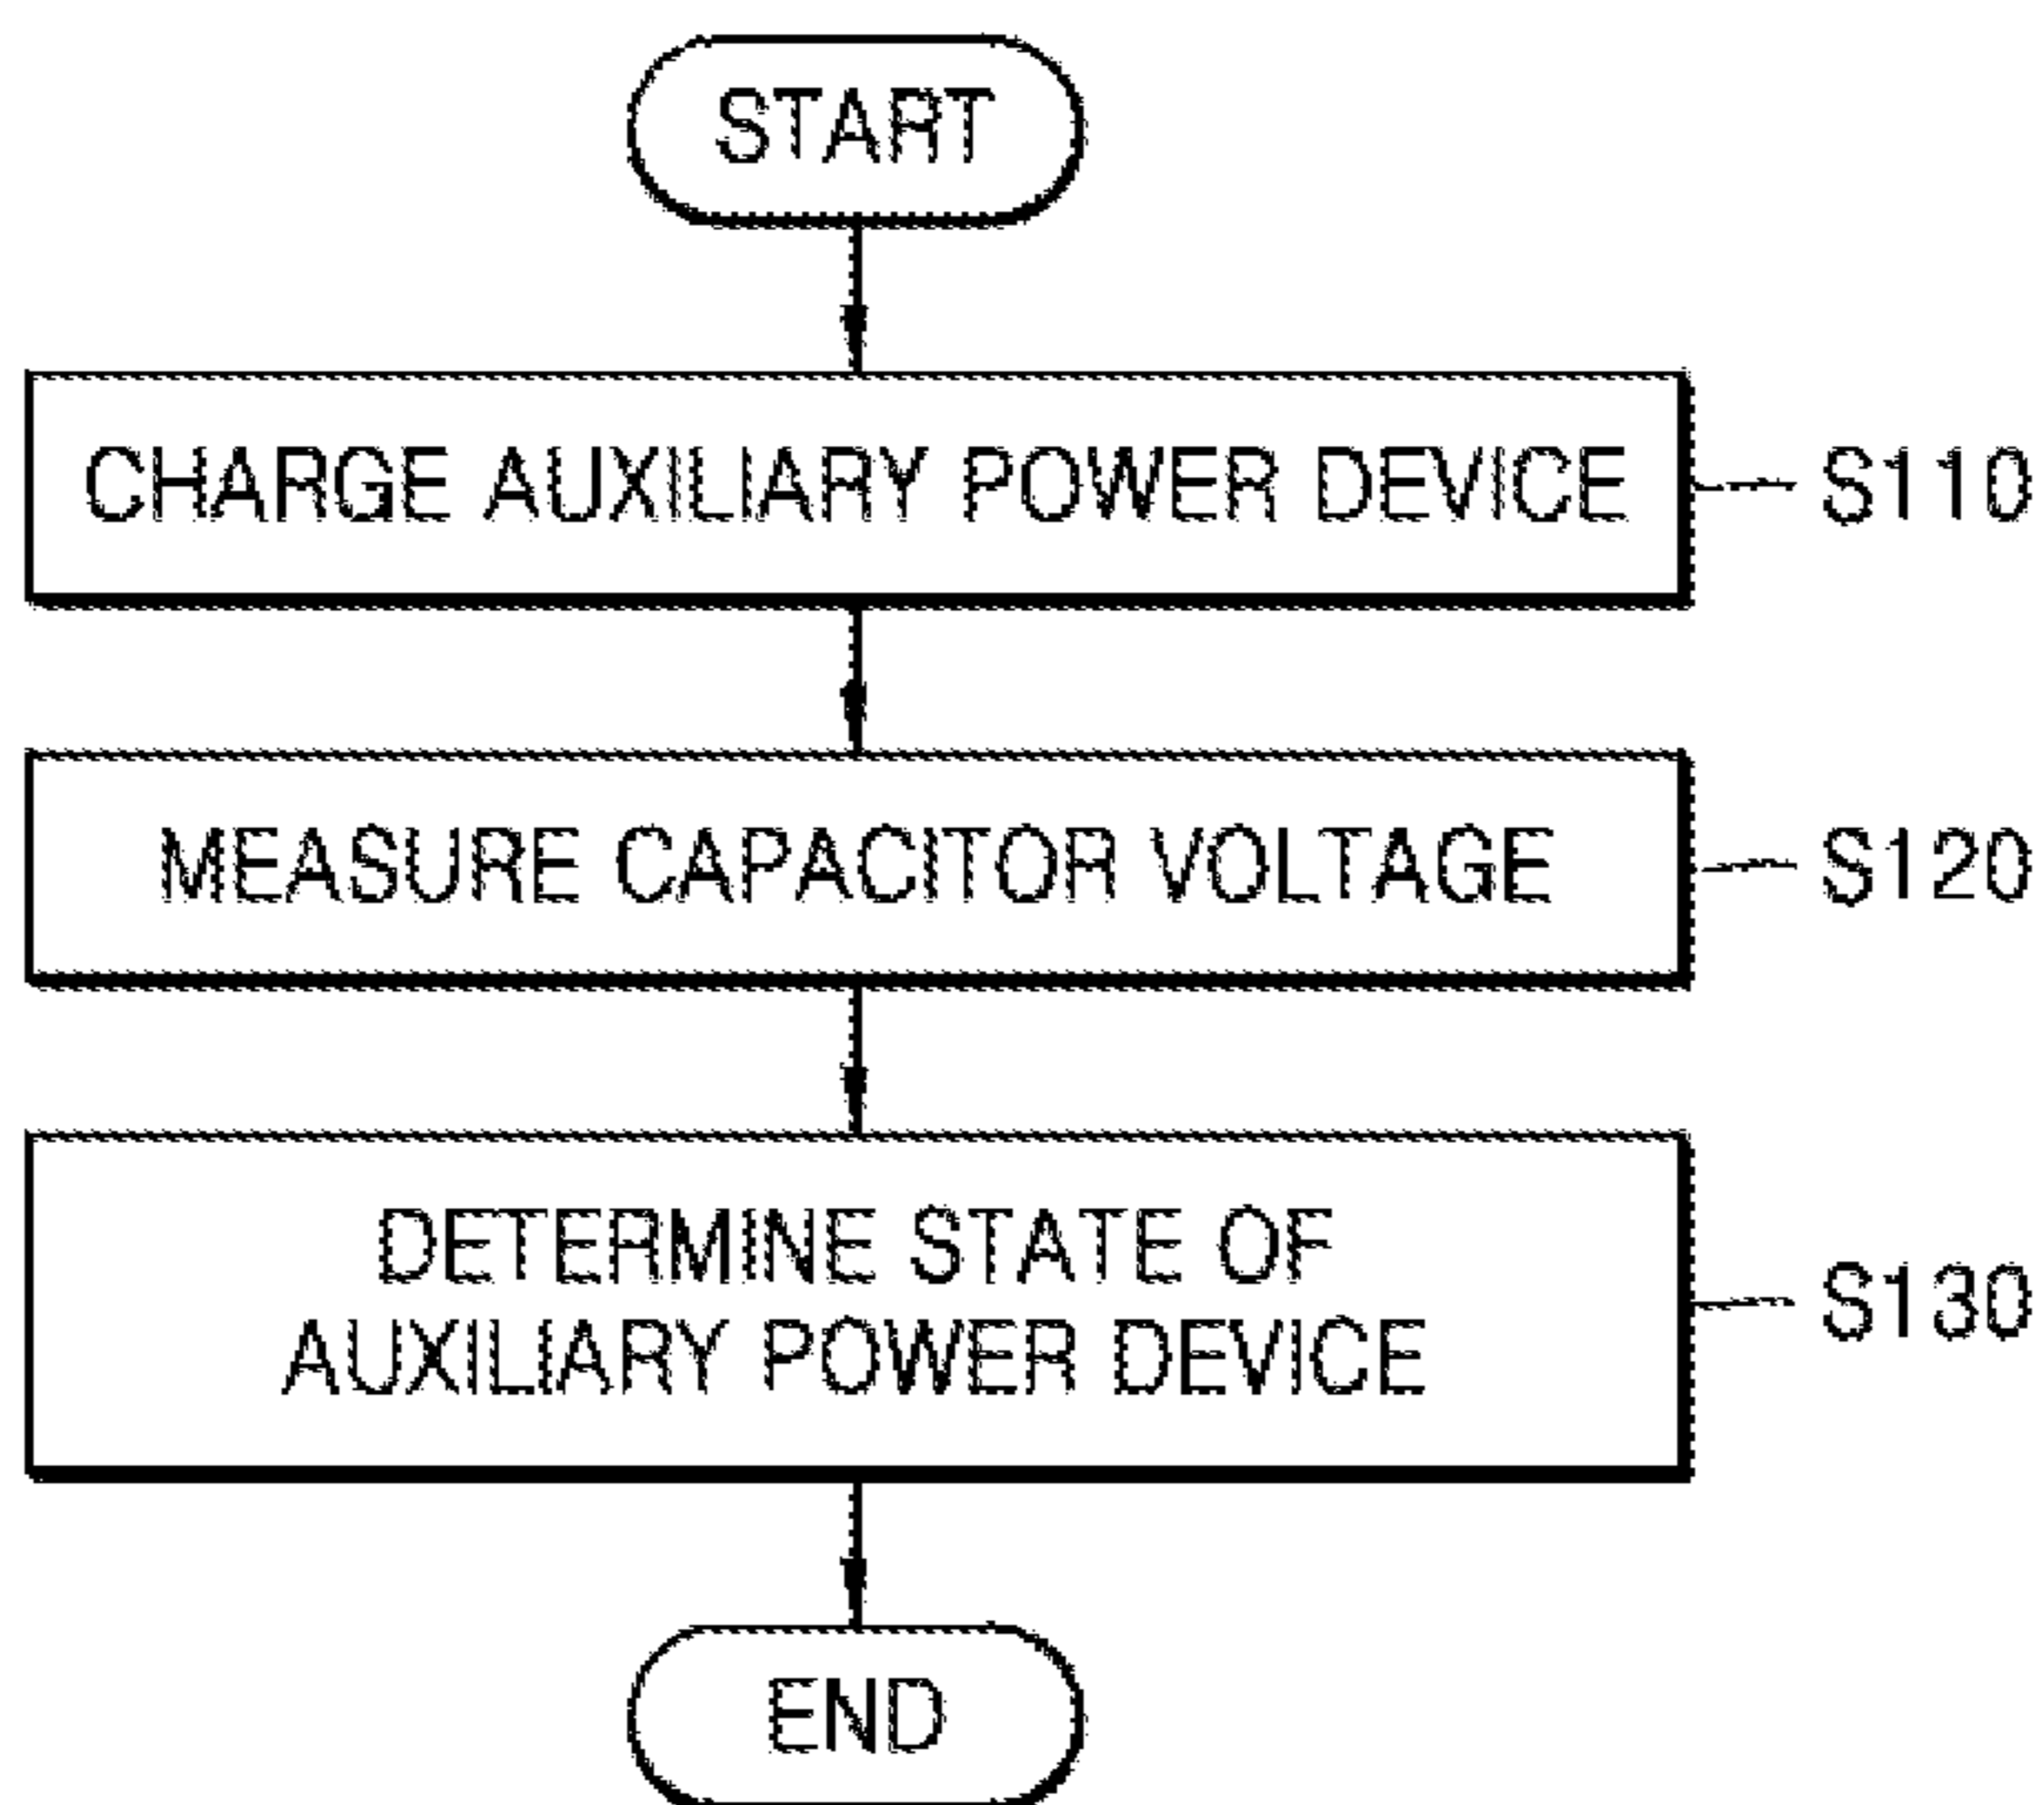 START
CHARGE AUXILIARY POWER DEVICE
S110
MEASURE CAPACITOR VOLTAGE
S120
DETERMINE STATE OF
AUXILIARY POWER DEVICE
S130
END